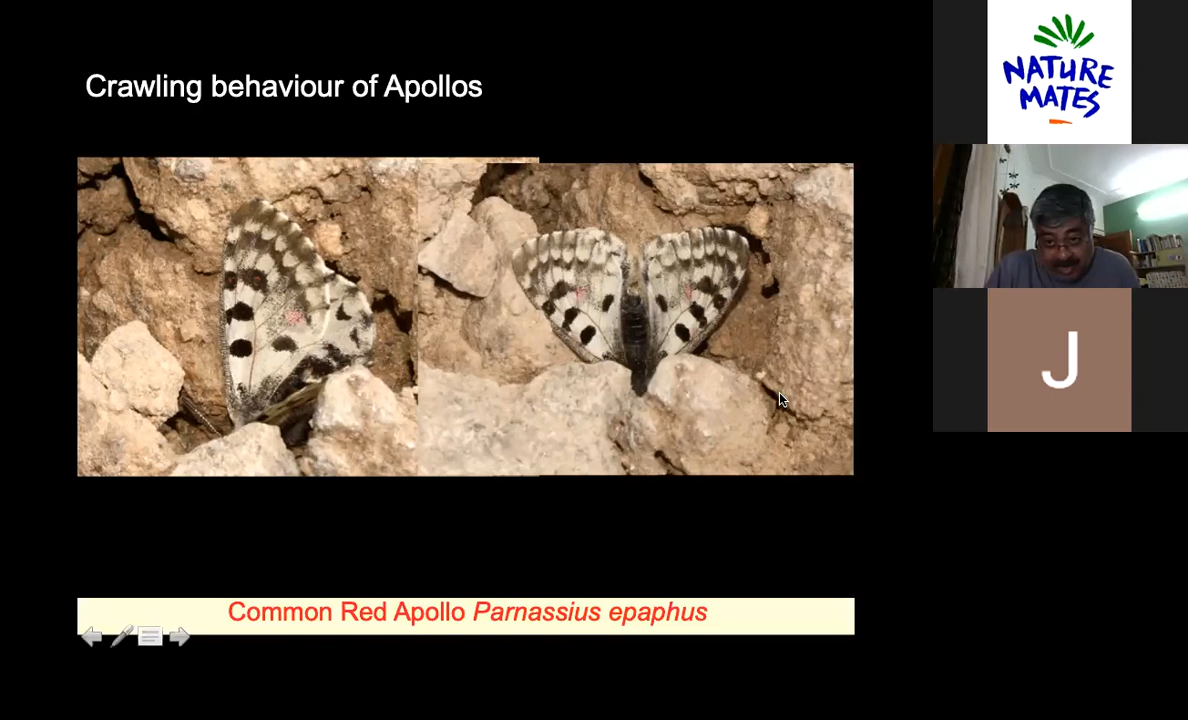 Crawling behaviour of Apollos
NATURE
MATES
J
Common Red Apollo Parnassius epaphus